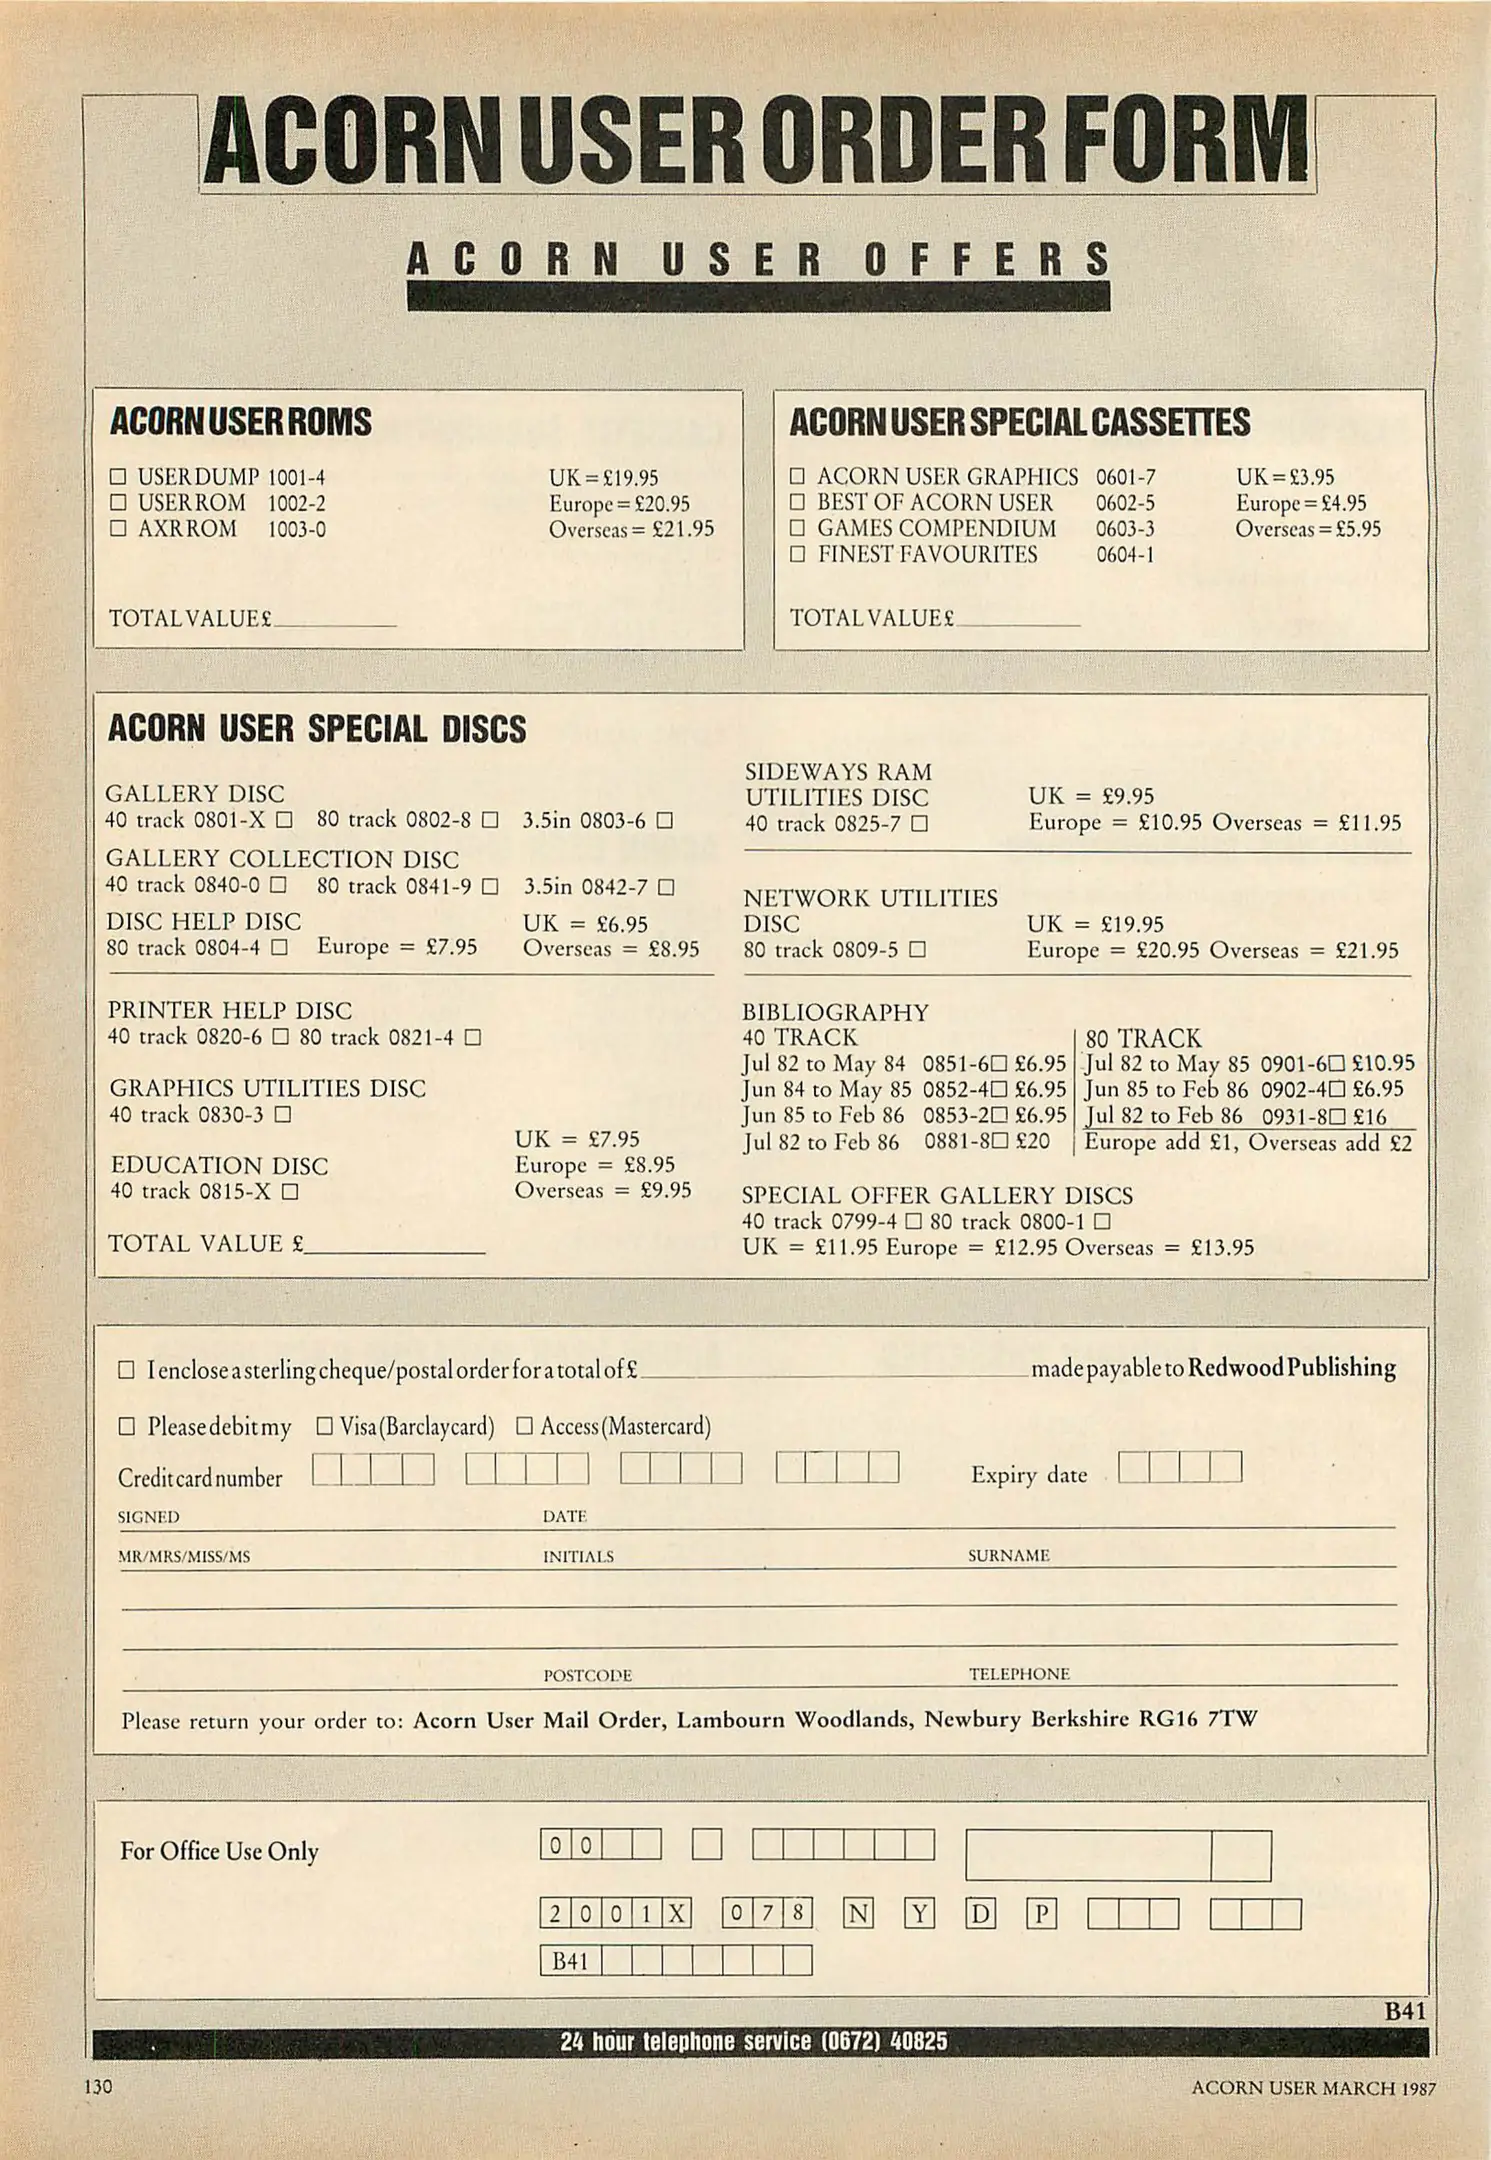 ACORN USER ORDER FORM
ACORN USER OFFERS
ACORN USER ROMS
□ USERDUMP 1001-4 UK=£19.95
□ USERROM 1002-2 Europe=£20.95
□ AXRROM 1003-0 Overseas=£21.95
TOTAL VALUE £
ACORN USER SPECIAL CASSETTES
□ ACORN USER GRAPHICS 0601-7 UK=£3.95
□ BEST OF ACORN USER 0602-5 Europe=£4.95
□ GAMES COMPENDIUM 0603-3 Overseas=£5.95
□ FINEST FAVOURITES 0604-1
TOTAL VALUE £
ACORN USER SPECIAL DISCS
GALLERY DISC
40 track 0801-X □ 80 track 0802-8 □ 3.5in 0803-6 □
GALLERY COLLECTION DISC
40 track 0840-0 □ 80 track 0841-9 □ 3.5in 0842-7 □
DISC HELP DISC UK = £6.95
80 track 0804-4 □ Europe = £7.95 Overseas = £8.95
PRINTER HELP DISC
40 track 0820-6 □ 80 track 0821-4 □
GRAPHICS UTILITIES DISC
40 track 0830-3 □
UK = £7.95
EDUCATION DISC Europe = £8.95
40 track 0815-X □ Overseas = £9.95
TOTAL VALUE £
SIDEWAYS RAM
UTILITIES DISC UK = £9.95
40 track 0825-7 □ Europe = £10.95 Overseas = £11.95
NETWORK UTILITIES
DISC UK = £19.95
80 track 0809-5 □ Europe = £20.95 Overseas = £21.95
BIBLIOGRAPHY
40 TRACK
Jul 82 to May 84 0851-6□ £6.95
Jun 84 to May 85 0852-4□ £6.95
Jun 85 to Feb 86 0853-2□ £6.95
Jul 82 to Feb 86 0881-8□ £20
80 TRACK
Jul 82 to May 85 0901-6□ £10.95
Jun 85 to Feb 86 0902-4□ £6.95
Jul 82 to Feb 86 0931-8□ £16
Europe add £1, Overseas add £2
SPECIAL OFFER GALLERY DISCS
40 track 0799-4 □ 80 track 0800-1 □
UK = £11.95 Europe = £12.95 Overseas = £13.95
□ I enclose a sterling cheque/postal order for a total of £ made payable to Redwood Publishing
□ Please debit my □ Visa (Barclaycard) □ Access (Mastercard)
Credit card number Expiry date
SIGNED DATE
MR/MRS/MISS/MS INITIALS SURNAME
POSTCODE TELEPHONE
Please return your order to: Acorn User Mail Order, Lambourn Woodlands, Newbury Berkshire RG16 7TW
For Office Use Only 0 0
2 0 0 1 X 0 7 8 N Y D P
B41
B41
24 hour telephone service (0672) 40825
130 ACORN USER MARCH 1987